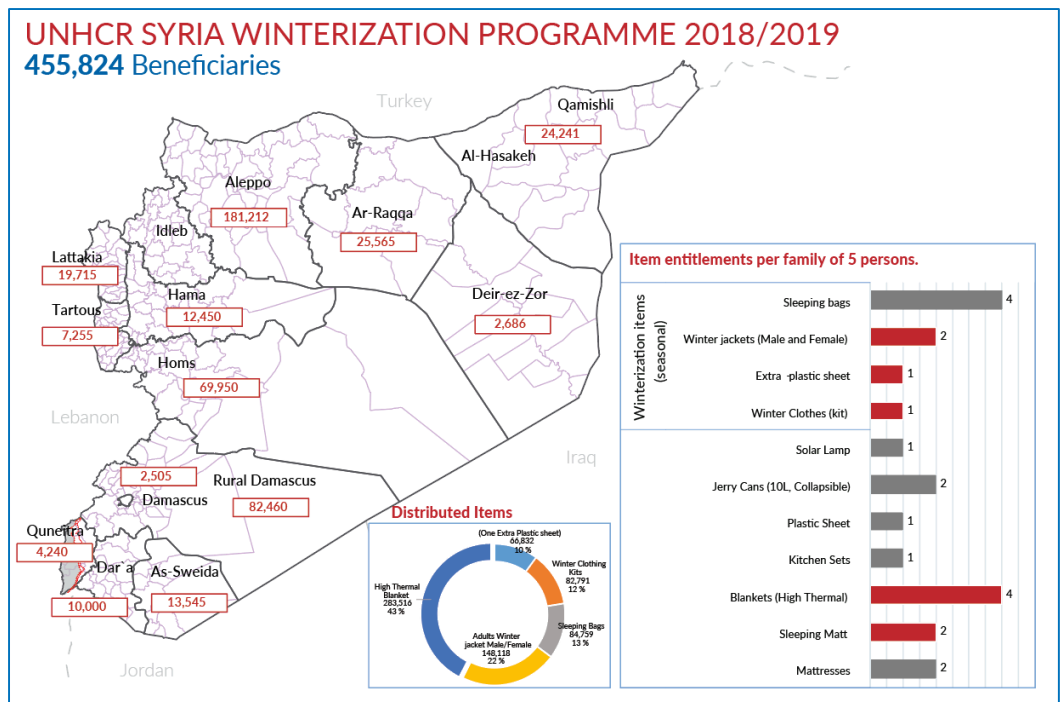 UNHCR SYRIA WINTERIZATION PROGRAMME 2018/2019
455,824 Beneficiaries
Turkey
Qamishli
24,241
Al-Hasakeh
Aleppo
181,212
Ar-Raqqa
25,565
Idleb
Lattakia
19,715
Hama
12,450
Tartous
7,255
Deir-ez-Zor
2,686
Homs
69,950
Lebanon
Iraq
2,505
Damascus
Rural Damascus
82,460
Quneitra
4,240
Dar`a
10,000
As-Sweida
13,545
Jordan
Distributed Items
(One Extra Plastic sheet)
66,832
10 %
Winter Clothing
Kits
82,791
12 %
Sleeping Bags
84,759
13 %
Adults Winter
jacket Male/Female
148,118
22 %
High Thermal
Blanket
283,516
43 %
Item entitlements per family of 5 persons.
Winterization items
(seasonal)
Sleeping bags 4
Winter jackets (Male and Female) 2
Extra -plastic sheet 1
Winter Clothes (kit) 1
Solar Lamp 1
Jerry Cans (10L, Collapsible) 2
Plastic Sheet 1
Kitchen Sets 1
Blankets (High Thermal) 4
Sleeping Matt 2
Mattresses 2